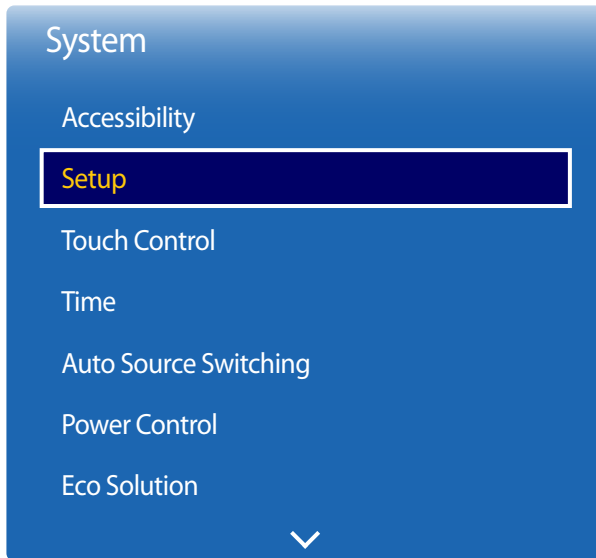 System
Accessibility
Setup
Touch Control
Time
Auto Source Switching
Power Control
Eco Solution